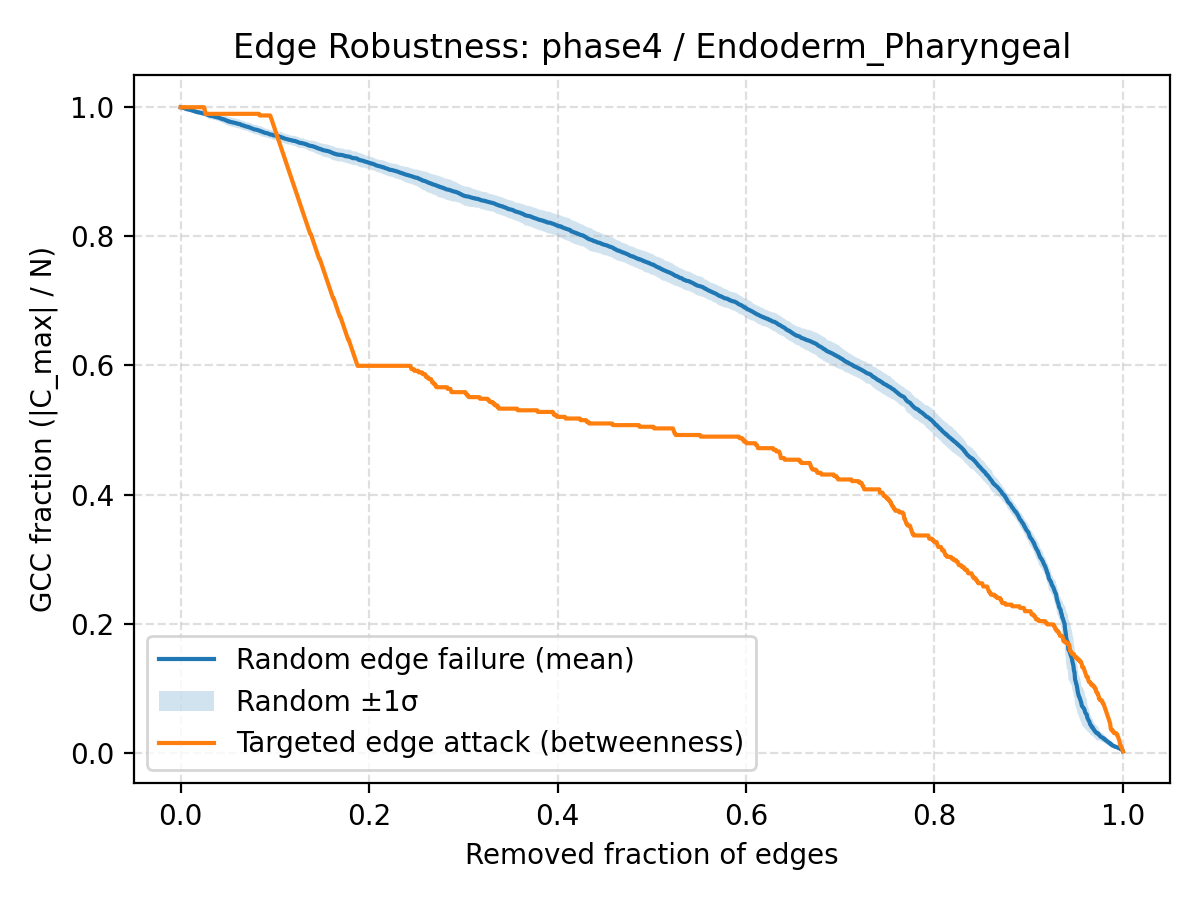 Edge Robustness: phase4 / Endoderm_Pharyngeal
GCC fraction (|C_max| / N)
1.0
0.8
0.6
0.4
0.2
0.0
Random edge failure (mean)
Random ±1σ
Targeted edge attack (betweenness)
0.0 0.2 0.4 0.6 0.8 1.0
Removed fraction of edges